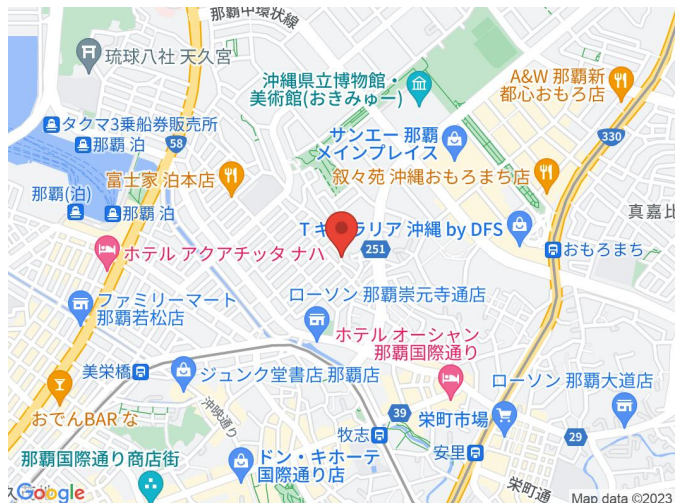 那覇中環状線
琉球八社 天久宮
沖縄県立博物館・
美術館(おきみゅー)
A&W 那覇新
都心おもろ店
タクマ3乗船券販売所
那覇 泊
58
サンエー 那覇
メインプレイス
330
富士家 泊本店
叙々苑 沖縄おもろまち店
那覇(泊)
那覇 泊
真嘉比
T ギャラリア 沖縄 by DFS
ホテル アクアチッタ ナハ
251
おもろまち
ファミリーマート
那覇若松店
ローソン 那覇崇元寺通店
ホテル オーシャン
那覇国際通り
美栄橋
ジュンク堂書店 那覇店
ローソン 那覇大道店
おでんBAR な
沖映通り
39
栄町市場
牧志
29
那覇国際通り商店街
ドン・キホーテ
国際通り店
安里
栄町通
Google
Map data ©2023